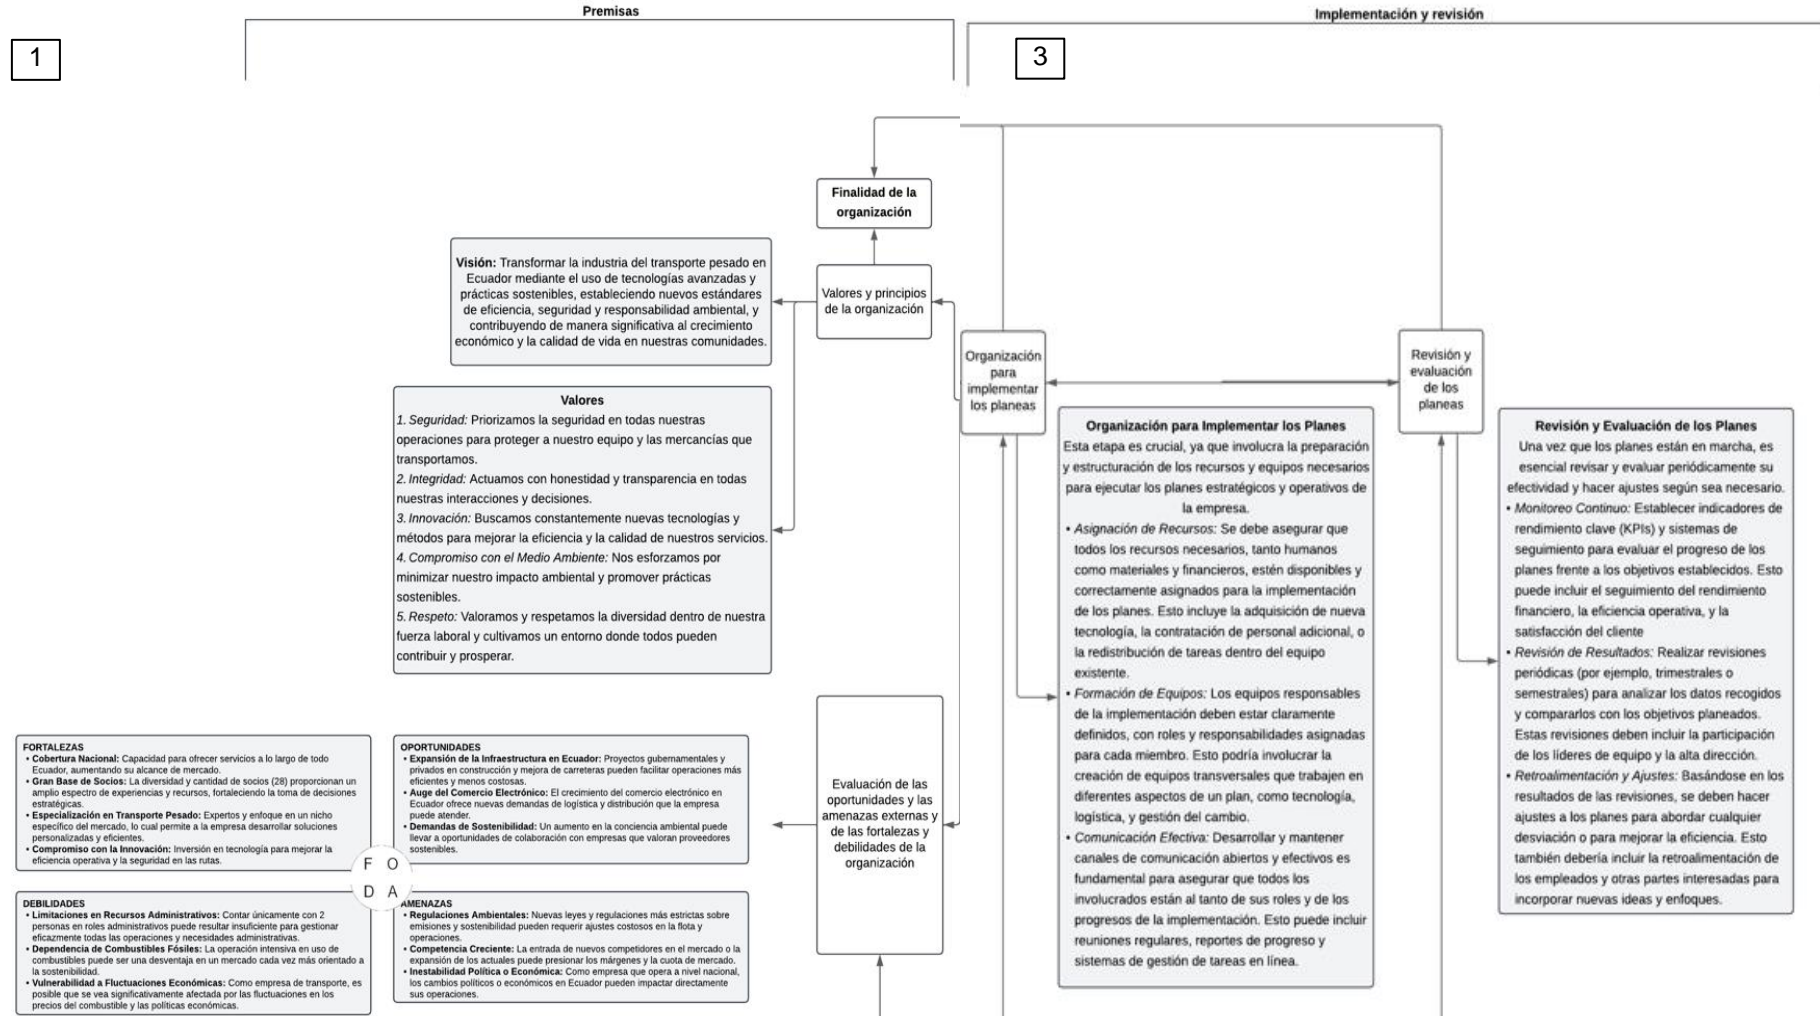 Premisas
Implementación y revisión
1
3
Finalidad de la
organización
Visión: Transformar la industria del transporte pesado en
Ecuador mediante el uso de tecnologías avanzadas y
prácticas sostenibles, estableciendo nuevos estándares
de eficiencia, seguridad y responsabilidad ambiental, y
contribuyendo de manera significativa al crecimiento
económico y la calidad de vida en nuestras comunidades.
Valores y principios
de la organización
Valores
1. Seguridad: Priorizamos la seguridad en todas nuestras
operaciones para proteger a nuestro equipo y las mercancías que
transportamos.
2. Integridad: Actuamos con honestidad y transparencia en todas
nuestras interacciones y decisiones.
3. Innovación: Buscamos constantemente nuevas tecnologías y
métodos para mejorar la eficiencia y la calidad de nuestros servicios.
4. Compromiso con el Medio Ambiente: Nos esforzamos por
minimizar nuestro impacto ambiental y promover prácticas
sostenibles.
5. Respeto: Valoramos y respetamos la diversidad dentro de nuestra
fuerza laboral y cultivamos un entorno donde todos pueden
contribuir y prosperar.
FORTALEZAS
• Cobertura Nacional: Capacidad para ofrecer servicios a lo largo de todo
Ecuador, aumentando su alcance de mercado.
• Gran Base de Socios: La diversidad y cantidad de socios (28) proporcionan un
amplio espectro de experiencias y recursos, fortaleciendo la toma de decisiones
estratégicas.
• Especialización en Transporte Pesado: Expertos y enfoque en un nicho
específico del mercado, lo cual permite a la empresa desarrollar soluciones
personalizadas y eficientes.
• Compromiso con la Innovación: Inversión en tecnología para mejorar la
eficiencia operativa y la seguridad en las rutas.
OPORTUNIDADES
• Expansión de la Infraestructura en Ecuador: Proyectos gubernamentales y
privados en construcción y mejora de carreteras pueden facilitar operaciones más
eficientes y menos costosas.
• Auge del Comercio Electrónico: El crecimiento del comercio electrónico en
Ecuador ofrece nuevas demandas de logística y distribución que la empresa
puede atender.
• Demandas de Sostenibilidad: Un aumento en la conciencia ambiental puede
llevar a oportunidades de colaboración con empresas que valoran proveedores
sostenibles.
F O
D A
DEBILIDADES
• Limitaciones en Recursos Administrativos: Contar únicamente con 2
personas en roles administrativos puede resultar insuficiente para gestionar
eficazmente todas las operaciones y necesidades administrativas.
• Dependencia de Combustibles Fósiles: La operación intensiva en uso de
combustibles puede ser una desventaja en un mercado cada vez más orientado a
la sostenibilidad.
• Vulnerabilidad a Fluctuaciones Económicas: Como empresa de transporte, es
posible que se vea significativamente afectada por las fluctuaciones en los
precios del combustible y las políticas económicas.
AMENAZAS
• Regulaciones Ambientales: Nuevas leyes y regulaciones más estrictas sobre
emisiones y sostenibilidad pueden requerir ajustes costosos en la flota y
operaciones.
• Competencia Creciente: La entrada de nuevos competidores en el mercado o la
expansión de los actuales puede presionar los márgenes y la cuota de mercado.
• Inestabilidad Política o Económica: Como empresa que opera a nivel nacional,
los cambios políticos o económicos en Ecuador pueden impactar directamente
sus operaciones.
Evaluación de las
oportunidades y las
amenazas externas y
de las fortalezas y
debilidades de la
organización
Organización
para
implementar
los planeas
Organización para Implementar los Planes
Esta etapa es crucial, ya que involucra la preparación
y estructuración de los recursos y equipos necesarios
para ejecutar los planes estratégicos y operativos de
la empresa.
• Asignación de Recursos: Se debe asegurar que
todos los recursos necesarios, tanto humanos
como materiales y financieros, estén disponibles y
correctamente asignados para la implementación
de los planes. Esto incluye la adquisición de nueva
tecnología, la contratación de personal adicional, o
la redistribución de tareas dentro del equipo
existente.
• Formación de Equipos: Los equipos responsables
de la implementación deben estar claramente
definidos, con roles y responsabilidades asignadas
para cada miembro. Esto podría involucrar la
creación de equipos transversales que trabajen en
diferentes aspectos de un plan, como tecnología,
logística, y gestión del cambio.
• Comunicación Efectiva: Desarrollar y mantener
canales de comunicación abiertos y efectivos es
fundamental para asegurar que todos los
involucrados están al tanto de sus roles y de los
progresos de la implementación. Esto puede incluir
reuniones regulares, reportes de progreso y
sistemas de gestión de tareas en línea.
Revisión y
evaluación
de los
planeas
Revisión y Evaluación de los Planes
Una vez que los planes están en marcha, es
esencial revisar y evaluar periódicamente su
efectividad y hacer ajustes según sea necesario.
• Monitoreo Continuo: Establecer indicadores de
rendimiento clave (KPIs) y sistemas de
seguimiento para evaluar el progreso de los
planes frente a los objetivos establecidos. Esto
puede incluir el seguimiento del rendimiento
financiero, la eficiencia operativa, y la
satisfacción del cliente
• Revisión de Resultados: Realizar revisiones
periódicas (por ejemplo, trimestrales o
semestrales) para analizar los datos recogidos
y compararlos con los objetivos planeados.
Estas revisiones deben incluir la participación
de los líderes de equipo y la alta dirección.
• Retroalimentación y Ajustes: Basándose en los
resultados de las revisiones, se deben hacer
ajustes a los planes para abordar cualquier
desviación o para mejorar la eficiencia. Esto
también debería incluir la retroalimentación de
los empleados y otras partes interesadas para
incorporar nuevas ideas y enfoques.